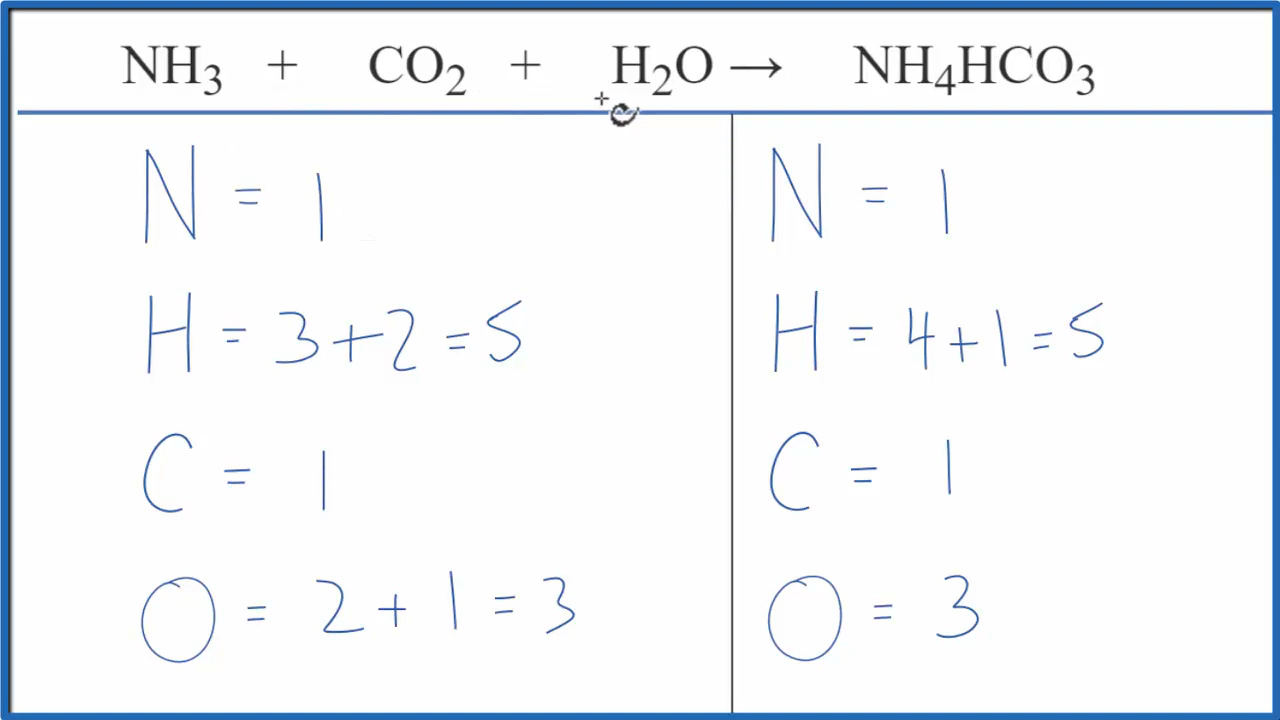 NH₃ + CO₂ + H₂O → NH₄HCO₃
N = 1
H = 3+2 = 5
C = 1
O = 2+1 = 3
N = 1
H = 4+1 = 5
C = 1
O = 3